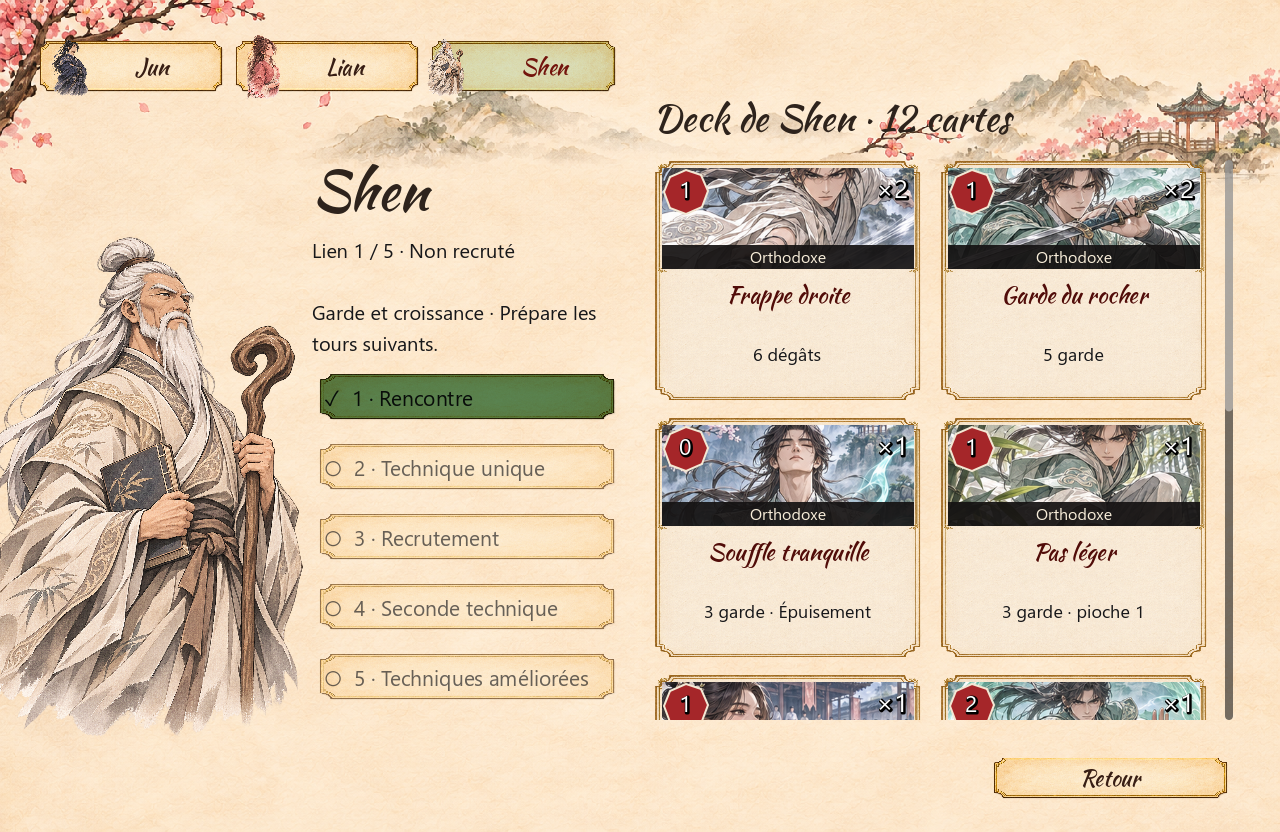 Jun
Lian
Shen
Deck de Shen · 12 cartes
Shen
Lien 1 / 5 · Non recruté
Garde et croissance · Prépare les
tours suivants.
✓ 1 · Rencontre
2 · Technique unique
3 · Recrutement
4 · Seconde technique
5 · Techniques améliorées
1
×2
Orthodoxe
Frappe droite
6 dégâts
1
×2
Orthodoxe
Garde du rocher
5 garde
0
×1
Orthodoxe
Souffle tranquille
3 garde · Épuisement
1
×1
Orthodoxe
Pas léger
3 garde · pioche 1
1
×1
2
×1
Retour